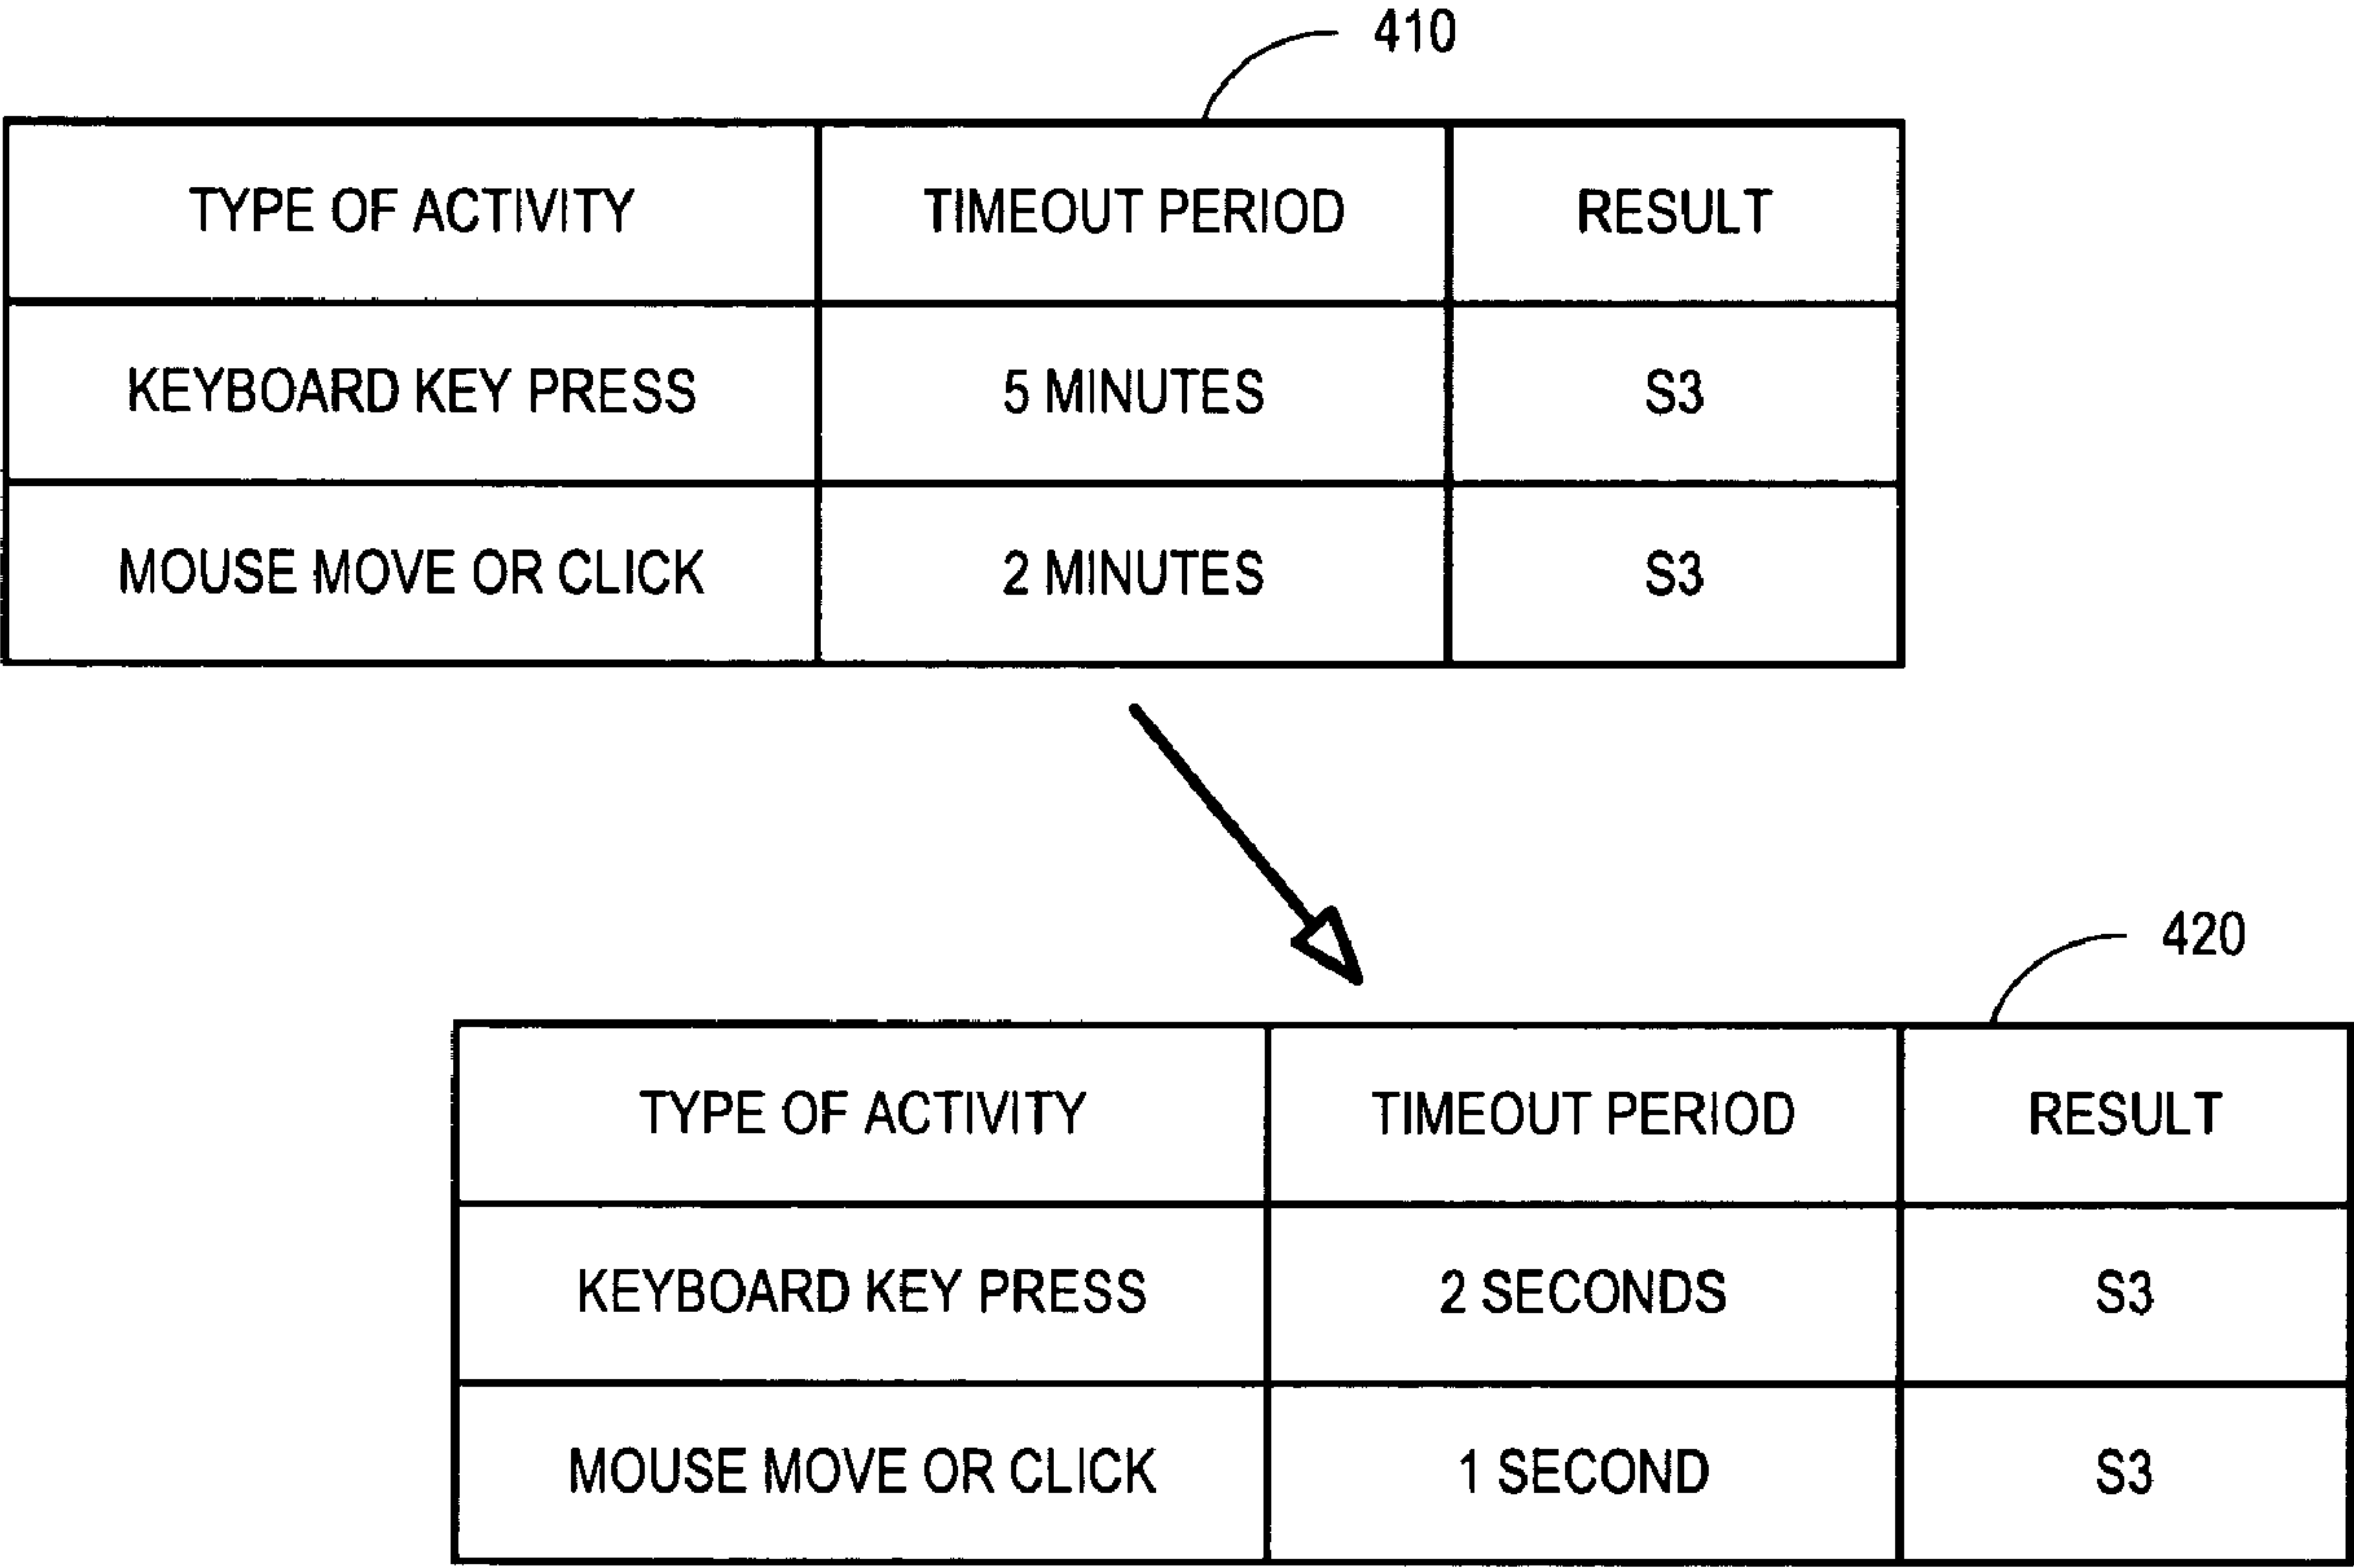 410
TYPE OF ACTIVITY TIMEOUT PERIOD RESULT
KEYBOARD KEY PRESS 5 MINUTES S3
MOUSE MOVE OR CLICK 2 MINUTES S3
420
TYPE OF ACTIVITY TIMEOUT PERIOD RESULT
KEYBOARD KEY PRESS 2 SECONDS S3
MOUSE MOVE OR CLICK 1 SECOND S3